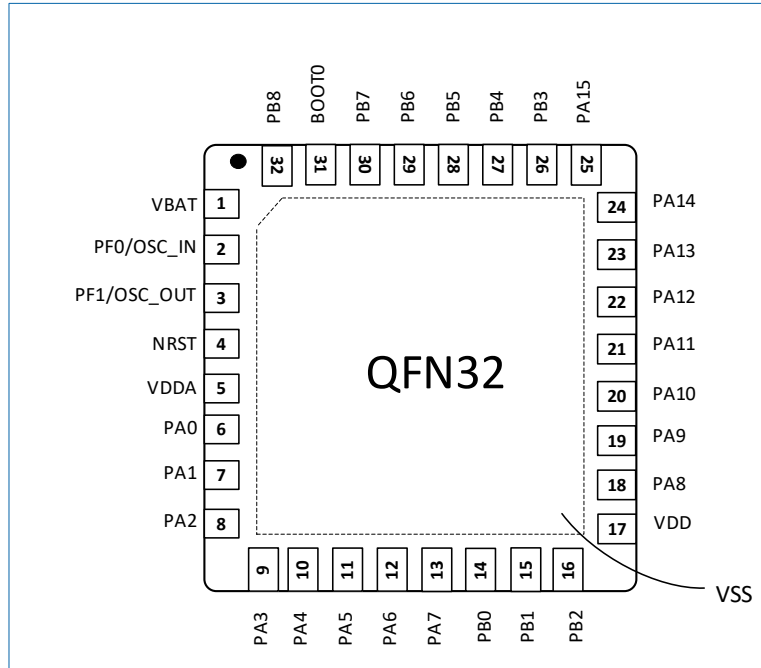 PB8
BOOT0
PB7
PB6
PB5
PB4
PB3
PA15
32
31
30
29
28
27
26
25
VBAT 1
PF0/OSC_IN 2
PF1/OSC_OUT 3
NRST 4
VDDA 5
PA0 6
PA1 7
PA2 8
QFN32
24 PA14
23 PA13
22 PA12
21 PA11
20 PA10
19 PA9
18 PA8
17 VDD
VSS
9
10
11
12
13
14
15
16
PA3
PA4
PA5
PA6
PA7
PB0
PB1
PB2